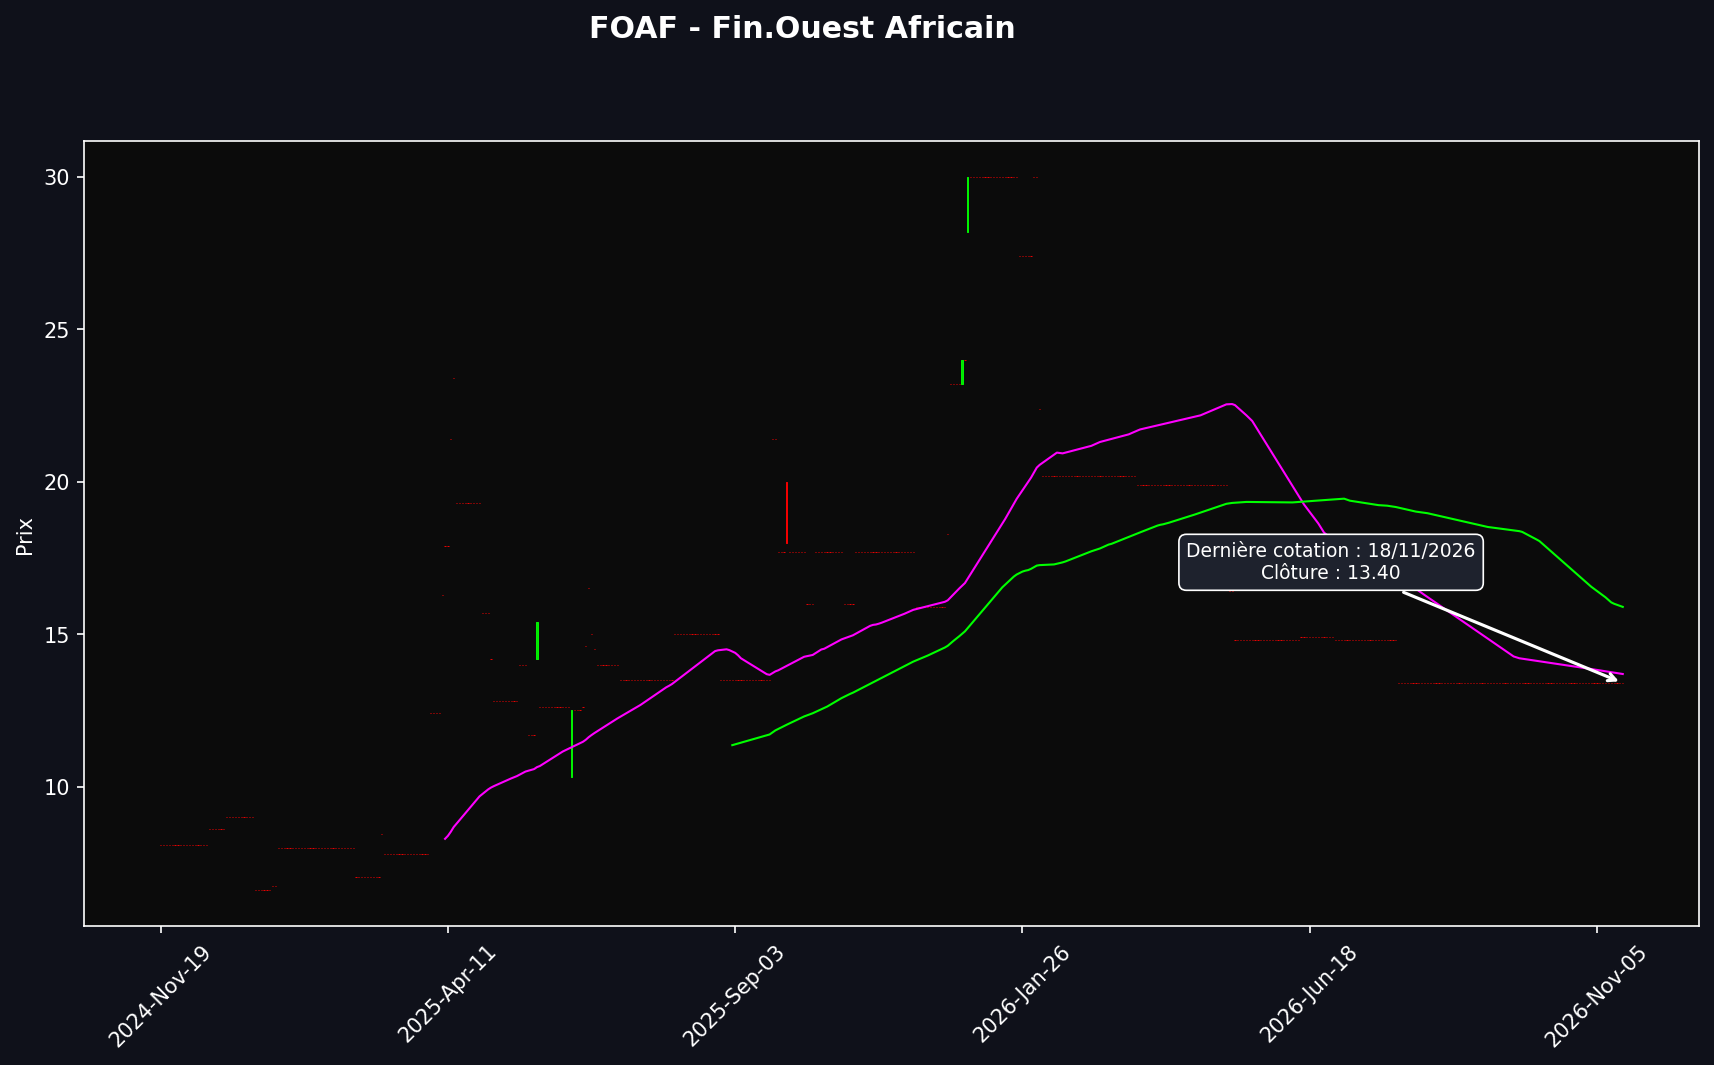 FOAF - Fin.Ouest Africain
Prix
30
25
20
15
10
Dernière cotation : 18/11/2026
Clôture : 13.40
2024-Nov-19
2025-Apr-11
2025-Sep-03
2026-Jan-26
2026-Jun-18
2026-Nov-05